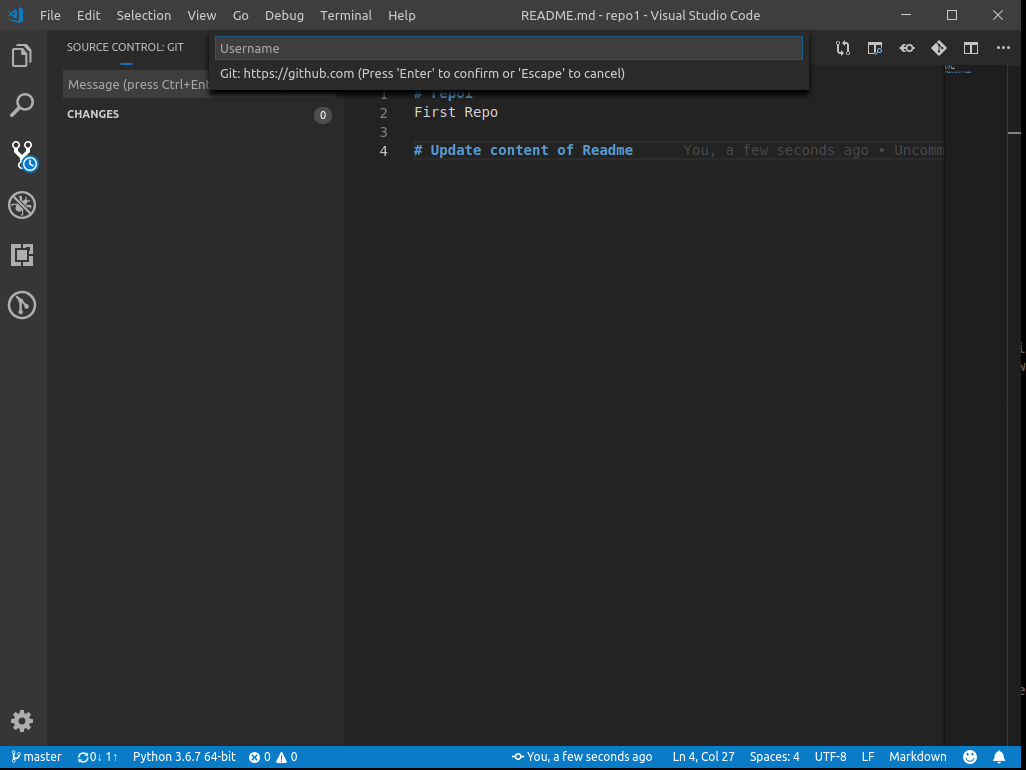 File Edit Selection View Go Debug Terminal Help README.md - repo1 - Visual Studio Code
SOURCE CONTROL: GIT
Username
Git: https://github.com (Press 'Enter' to confirm or 'Escape' to cancel)
Message (press Ctrl+Ent
CHANGES 0
1 # repo1
2 First Repo
3
4 # Update content of Readme You, a few seconds ago • Uncomm
master 0↓ 1↑ Python 3.6.7 64-bit 0 0 You, a few seconds ago Ln 4, Col 27 Spaces: 4 UTF-8 LF Markdown